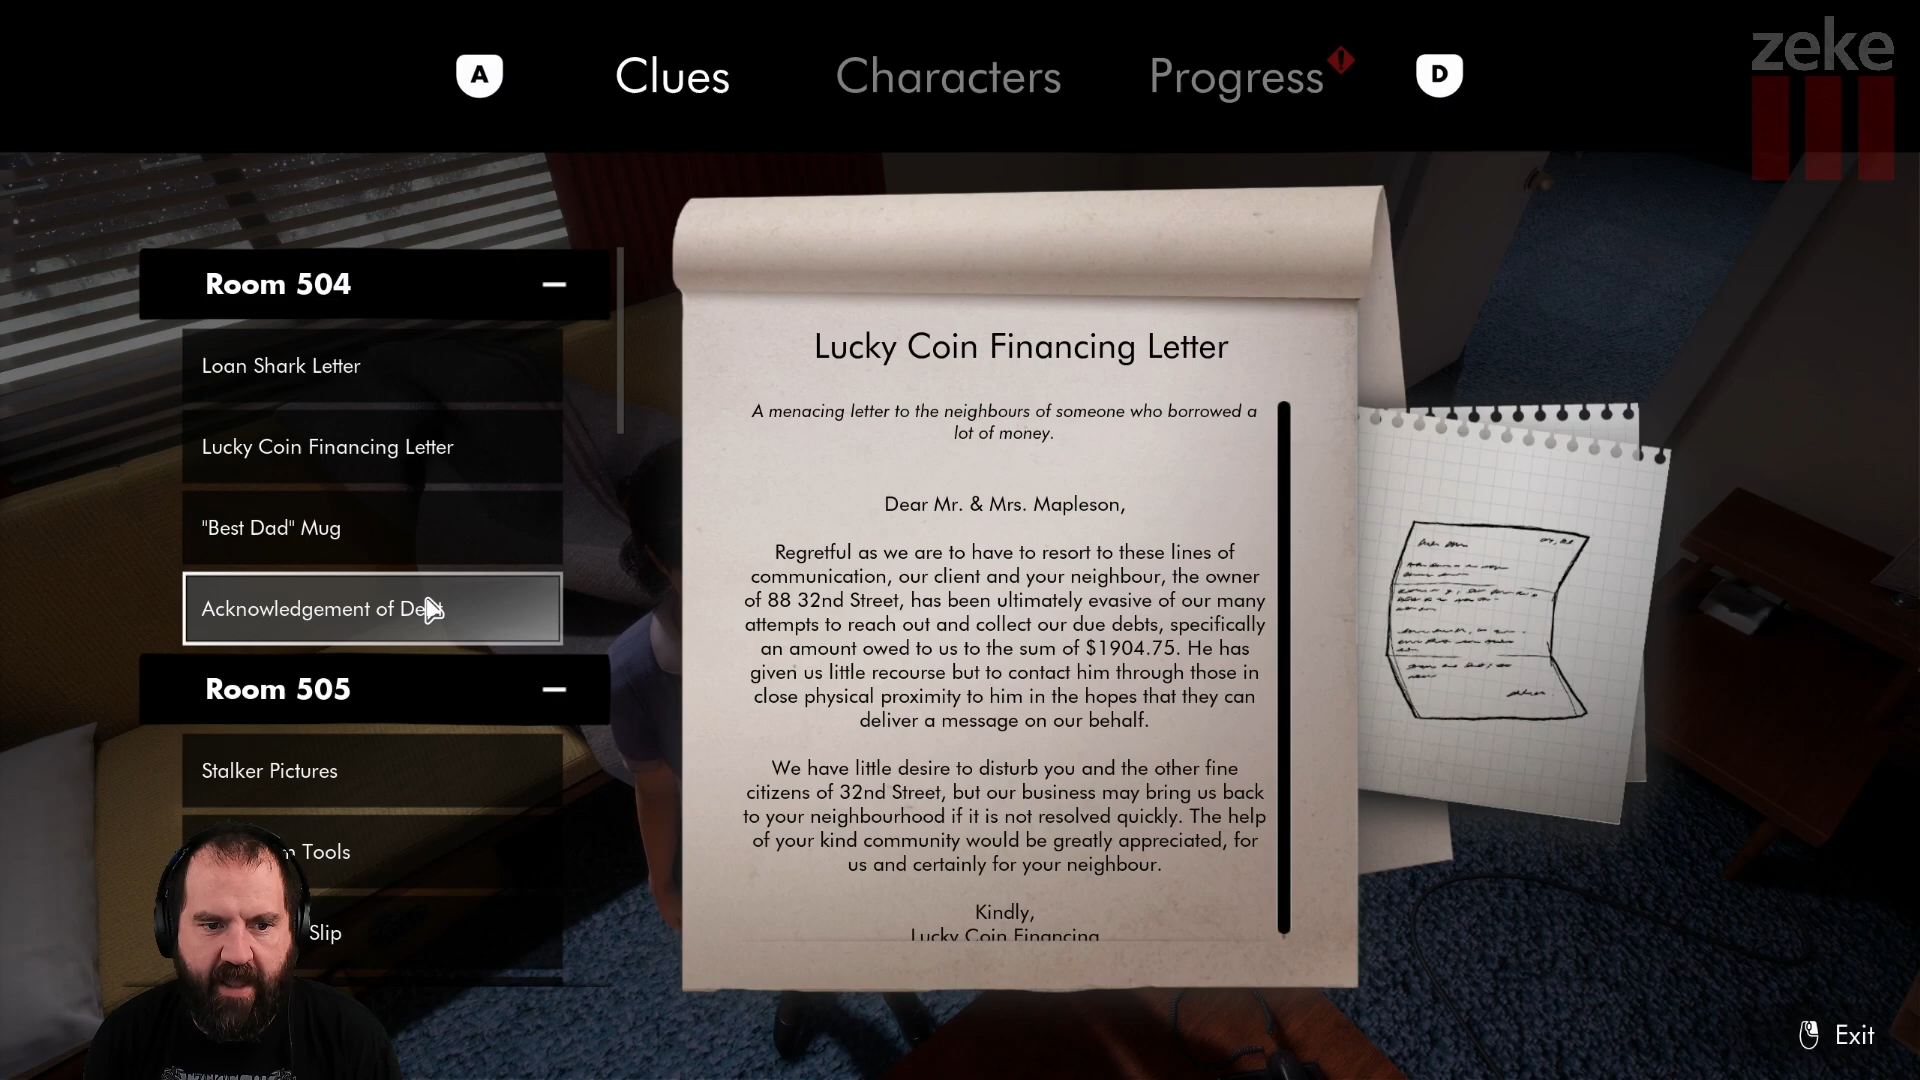 zeke
A
Clues
Characters
Progress
!
D
Room 504
Loan Shark Letter
Lucky Coin Financing Letter
"Best Dad" Mug
Acknowledgement of
Room 505
Stalker Pictures
Tools
Slip
Lucky Coin Financing Letter
A menacing letter to the neighbours of someone who borrowed a
lot of money.
Dear Mr. & Mrs. Mapleson,
Regretful as we are to have to resort to these lines of
communication, our client and your neighbour, the owner
of 88 32nd Street, has been ultimately evasive of our many
attempts to reach out and collect our due debts, specifically
an amount owed to us to the sum of $1904.75. He has
given us little recourse but to contact him through those in
close physical proximity to him in the hopes that they can
deliver a message on our behalf.
We have little desire to disturb you and the other fine
citizens of 32nd Street, but our business may bring us back
to your neighbourhood if it is not resolved quickly. The help
of your kind community would be greatly appreciated, for
us and certainly for your neighbour.
Kindly,
Lucky Coin Financing
Exit